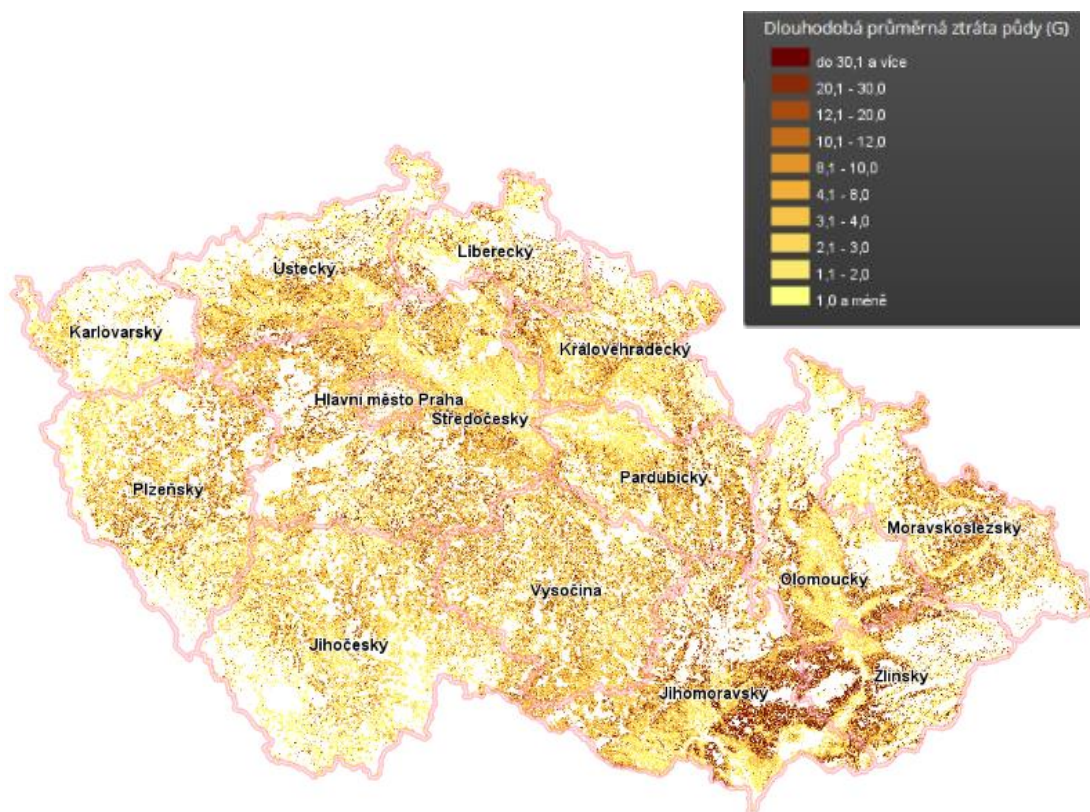 Dlouhodobá průměrná ztráta půdy (G)
do 30,1 a více
20,1 - 30,0
12,1 - 20,0
10,1 - 12,0
8,1 - 10,0
4,1 - 8,0
3,1 - 4,0
2,1 - 3,0
1,1 - 2,0
1,0 a méně
Liberecký
Ústecký
Karlovarský
Královéhradecký
Hlavní město Praha
Středočeský
Plzeňský
Pardubický
Moravskoslezský
Olomoucký
Vysočina
Jihočeský
Zlínský
Jihomoravský